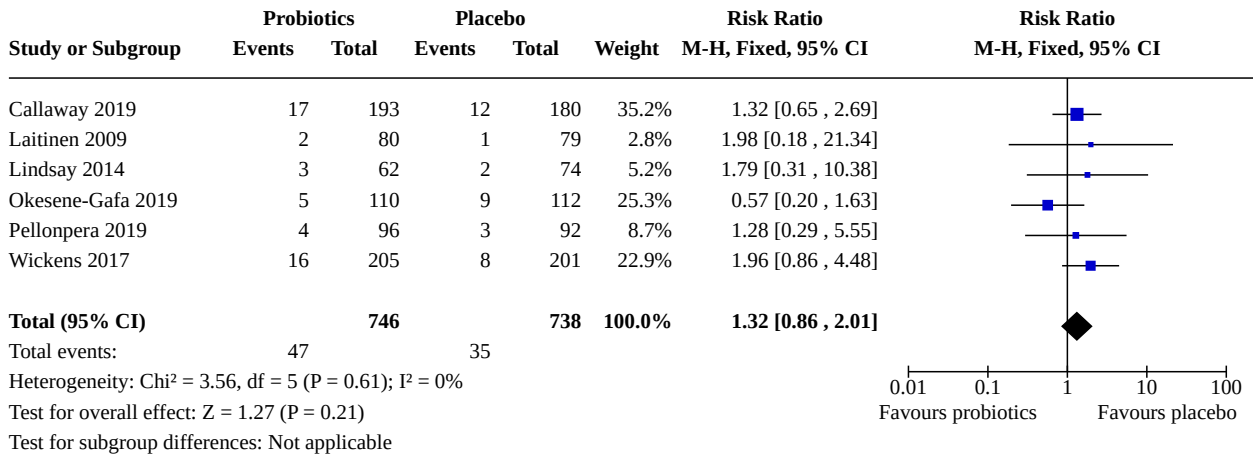 Probiotics Placebo Risk Ratio Risk Ratio
Study or Subgroup Events Total Events Total Weight M-H, Fixed, 95% CI M-H, Fixed, 95% CI
Callaway 2019 17 193 12 180 35.2% 1.32 [0.65 , 2.69]
Laitinen 2009 2 80 1 79 2.8% 1.98 [0.18 , 21.34]
Lindsay 2014 3 62 2 74 5.2% 1.79 [0.31 , 10.38]
Okesene-Gafa 2019 5 110 9 112 25.3% 0.57 [0.20 , 1.63]
Pellonpera 2019 4 96 3 92 8.7% 1.28 [0.29 , 5.55]
Wickens 2017 16 205 8 201 22.9% 1.96 [0.86 , 4.48]
Total (95% CI) 746 738 100.0% 1.32 [0.86 , 2.01]
Total events: 47 35
Heterogeneity: Chi² = 3.56, df = 5 (P = 0.61); I² = 0%
Test for overall effect: Z = 1.27 (P = 0.21)
Test for subgroup differences: Not applicable
0.01 0.1 1 10 100
Favours probiotics Favours placebo